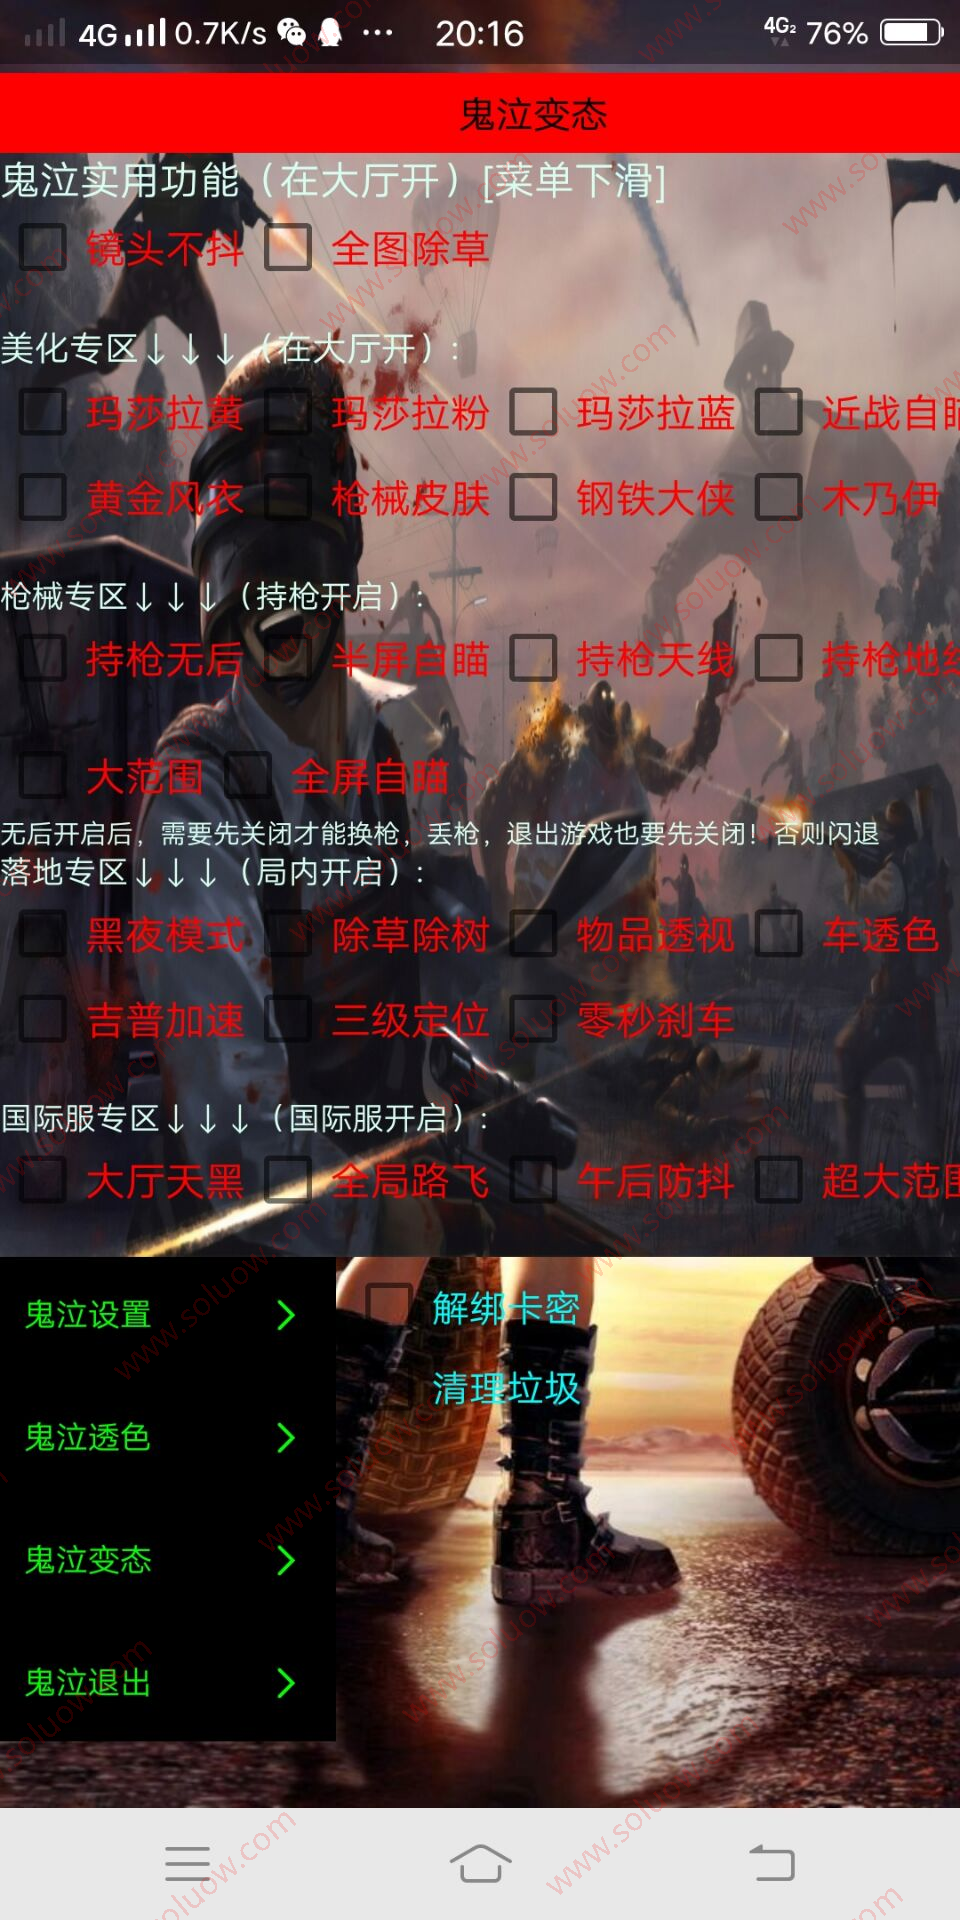 4G 0.7K/s ··· 20:16 4G2 76%
鬼泣变态
鬼泣实用功能（在大厅开）[菜单下滑]
镜头不抖 全图除草
美化专区↓↓↓（在大厅开）:
玛莎拉黄 玛莎拉粉 玛莎拉蓝 近战自瞄
黄金风衣 枪械皮肤 钢铁大侠 木乃伊
枪械专区↓↓↓（持枪开启）:
持枪无后 半屏自瞄 持枪天线 持枪地线
大范围 全屏自瞄
无后开启后，需要先关闭才能换枪，丢枪，退出游戏也要先关闭！否则闪退
落地专区↓↓↓（局内开启）:
黑夜模式 除草除树 物品透视 车透色
吉普加速 三级定位 零秒刹车
国际服专区↓↓↓（国际服开启）:
大厅天黑 全局路飞 午后防抖 超大范围
鬼泣设置 解绑卡密
清理垃圾
鬼泣透色
鬼泣变态
鬼泣退出
www.soluow.com